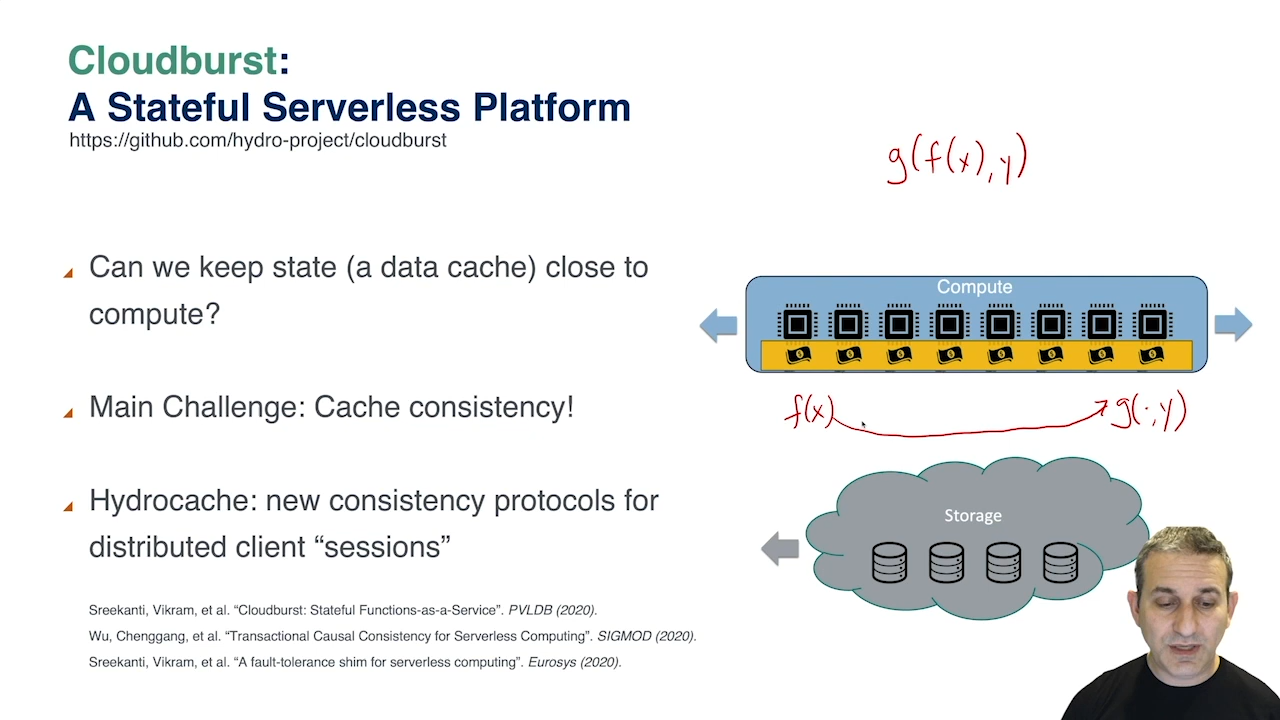 Cloudburst:
A Stateful Serverless Platform
https://github.com/hydro-project/cloudburst
g(f(x), y)
Can we keep state (a data cache) close to
compute?
Main Challenge: Cache consistency!
Hydrocache: new consistency protocols for
distributed client “sessions”
Compute
f(x)
g(·, y)
Storage
Sreekanti, Vikram, et al. “Cloudburst: Stateful Functions-as-a-Service”. PVLDB (2020).
Wu, Chenggang, et al. “Transactional Causal Consistency for Serverless Computing”. SIGMOD (2020).
Sreekanti, Vikram, et al. “A fault-tolerance shim for serverless computing”. Eurosys (2020).